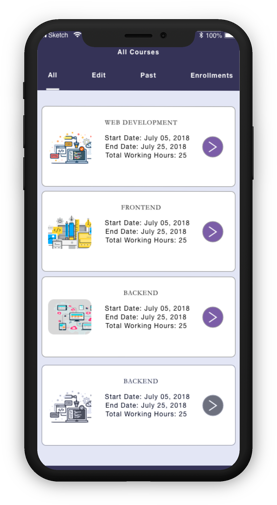 Sketch 100%
All Courses
All Edit Past Enrollments
WEB DEVELOPMENT
Start Date: July 05, 2018
End Date: July 25, 2018
Total Working Hours: 25
FRONTEND
Start Date: July 05, 2018
End Date: July 25, 2018
Total Working Hours: 25
BACKEND
Start Date: July 05, 2018
End Date: July 25, 2018
Total Working Hours: 25
BACKEND
Start Date: July 05, 2018
End Date: July 25, 2018
Total Working Hours: 25